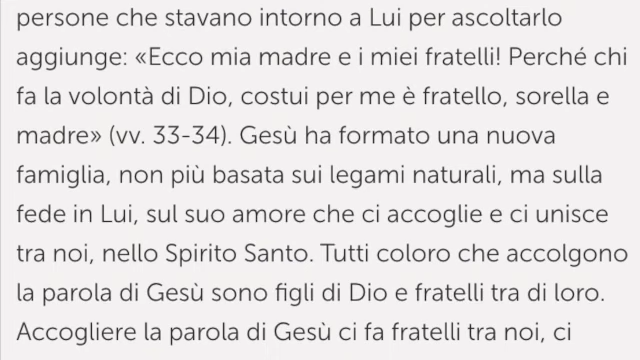 persone che stavano intorno a Lui per ascoltarlo
aggiunge: «Ecco mia madre e i miei fratelli! Perché chi
fa la volontà di Dio, costui per me è fratello, sorella e
madre» (vv. 33-34). Gesù ha formato una nuova
famiglia, non più basata sui legami naturali, ma sulla
fede in Lui, sul suo amore che ci accoglie e ci unisce
tra noi, nello Spirito Santo. Tutti coloro che accolgono
la parola di Gesù sono figli di Dio e fratelli tra di loro.
Accogliere la parola di Gesù ci fa fratelli tra noi, ci